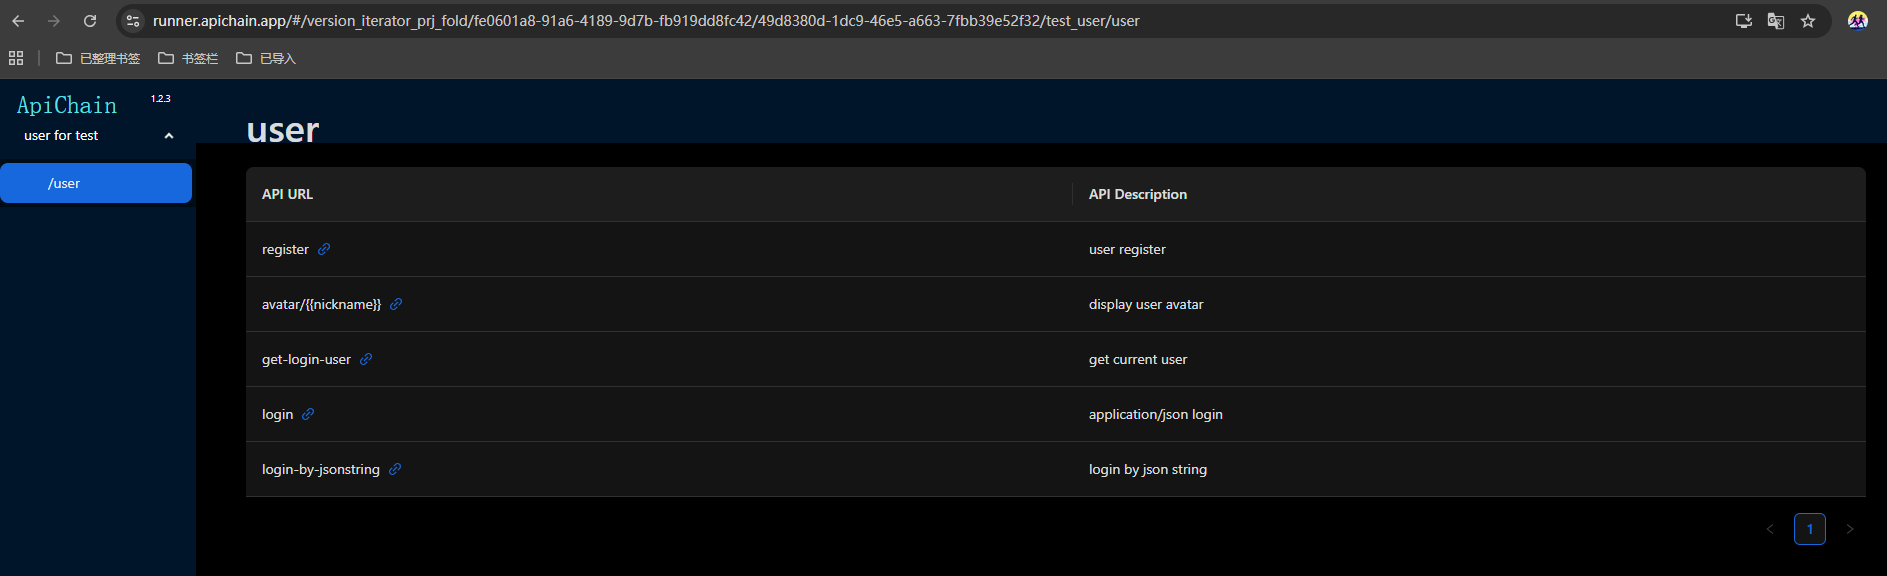 runner.apichain.app/#/version_iterator_prj_fold/fe0601a8-91a6-4189-9d7b-fb919dd8fc42/49d8380d-1dc9-46e5-a663-7fbb39e52f32/test_user/user
已整理书签 书签栏 已导入
ApiChain 1.2.3
user for test
/user
user
API URL API Description
register user register
avatar/{{nickname}} display user avatar
get-login-user get current user
login application/json login
login-by-jsonstring login by json string
1